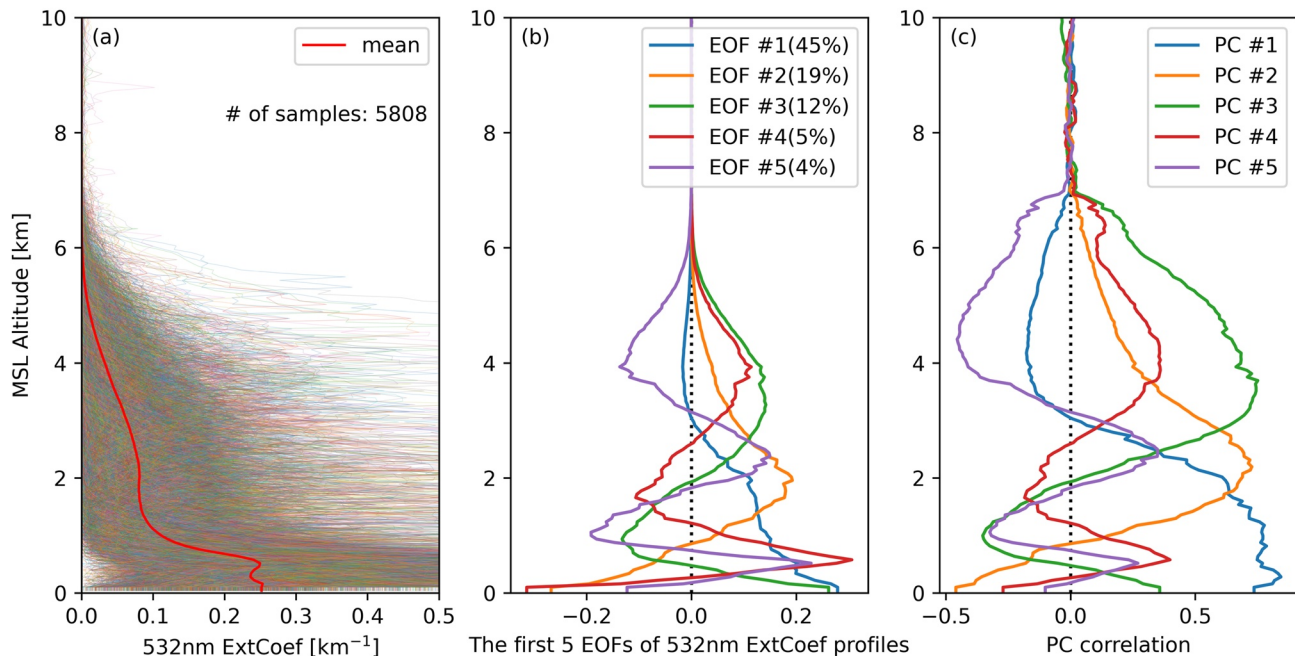 (a)
mean
# of samples: 5808
10
8
6
4
2
0
MSL Altitude [km]
0.0 0.1 0.2 0.3 0.4 0.5
532nm ExtCoef [km⁻¹]
(b)
EOF #1(45%)
EOF #2(19%)
EOF #3(12%)
EOF #4(5%)
EOF #5(4%)
10
8
6
4
2
0
−0.2 0.0 0.2
The first 5 EOFs of 532nm ExtCoef profiles
(c)
PC #1
PC #2
PC #3
PC #4
PC #5
10
8
6
4
2
0
−0.5 0.0 0.5
PC correlation